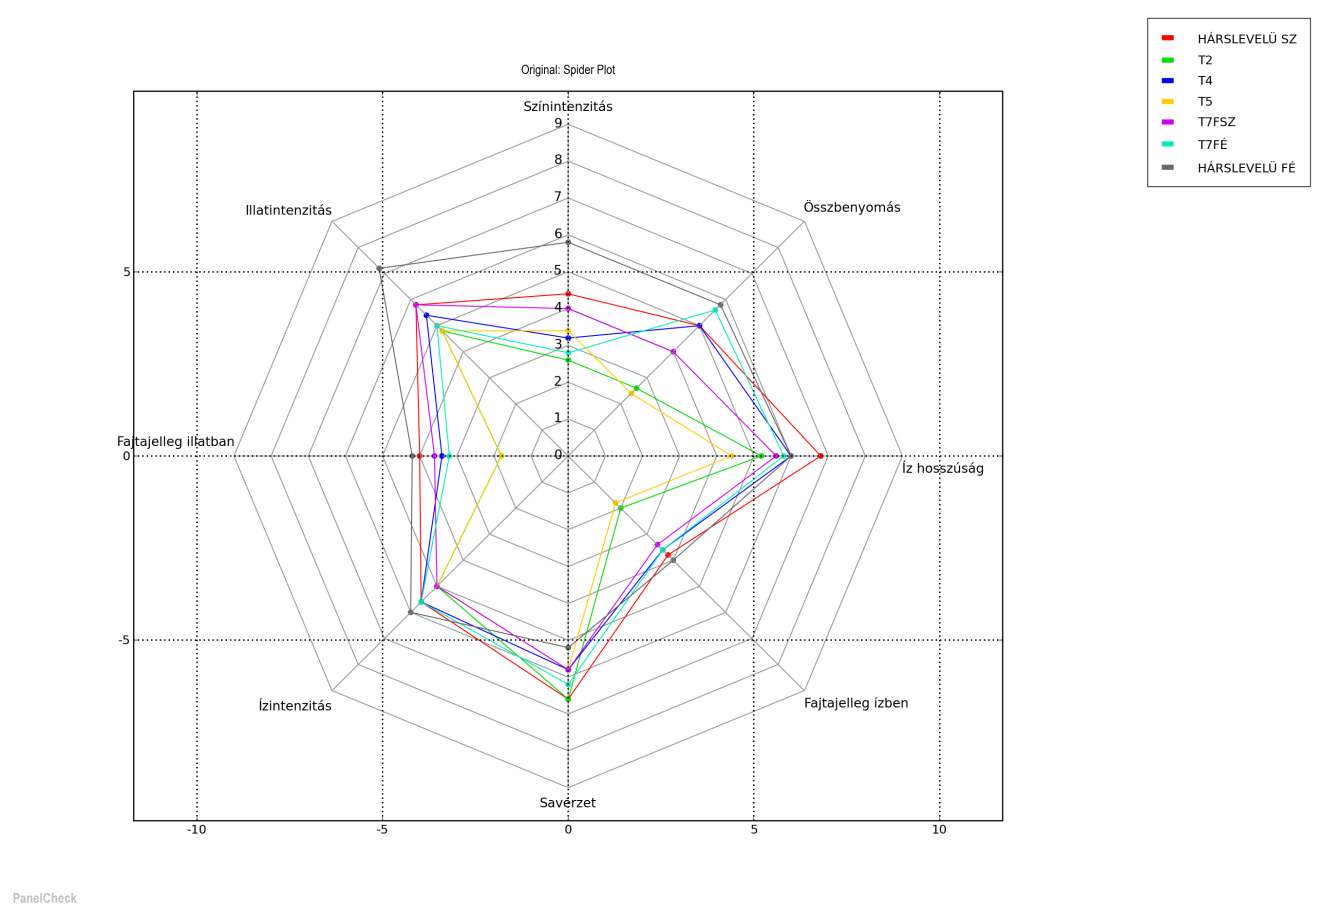 Original: Spider Plot
HÁRSLEVELÜ SZ
T2
T4
T5
T7FSZ
T7FÉ
HÁRSLEVELÜ FÉ
Színintenzitás
9
8
7
6
5
4
3
2
1
0
Illatintenzitás
Összbenyomás
Fajtajelleg illatban
Íz hosszúság
Ízintenzitás
Fajtajelleg ízben
Savérzet
5
0
-5
-10 -5 0 5 10
PanelCheck